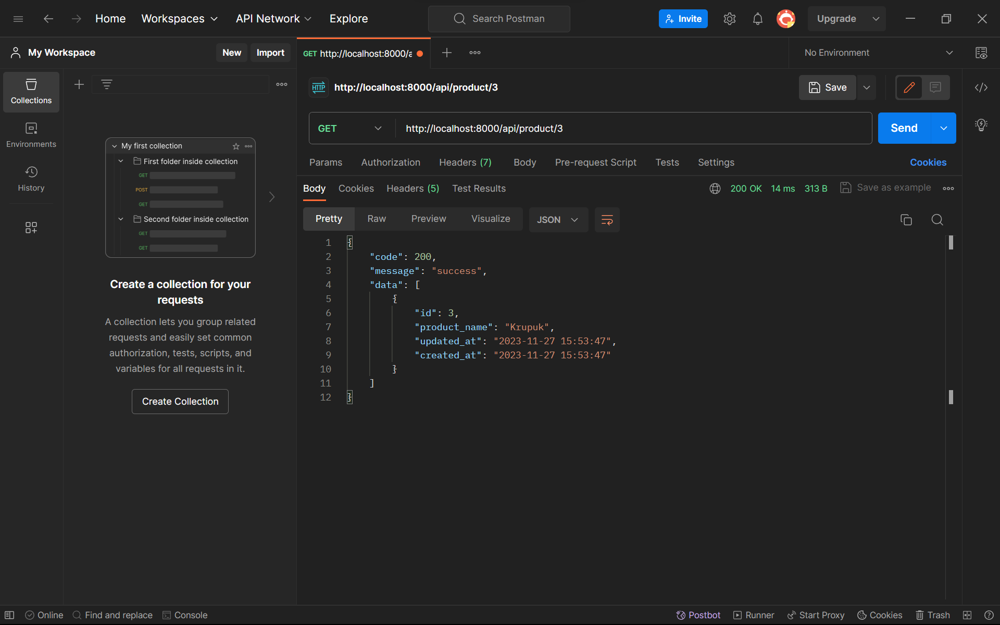 Home Workspaces API Network Explore Search Postman Invite Upgrade
My Workspace New Import GET http://localhost:8000/a No Environment
HTTP http://localhost:8000/api/product/3 Save
Collections
Environments
History
GET http://localhost:8000/api/product/3 Send
My first collection
First folder inside collection
GET
POST
GET
Second folder inside collection
GET
GET
Create a collection for your
requests
A collection lets you group related
requests and easily set common
authorization, tests, scripts, and
variables for all requests in it.
Create Collection
Params Authorization Headers (7) Body Pre-request Script Tests Settings Cookies
Body Cookies Headers (5) Test Results 200 OK 14 ms 313 B Save as example
Pretty Raw Preview Visualize JSON
1 {
2 "code": 200,
3 "message": "success",
4 "data": [
5 {
6 "id": 3,
7 "product_name": "Krupuk",
8 "updated_at": "2023-11-27 15:53:47",
9 "created_at": "2023-11-27 15:53:47"
10 }
11 ]
12 }
Online Find and replace Console Postbot Runner Start Proxy Cookies Trash